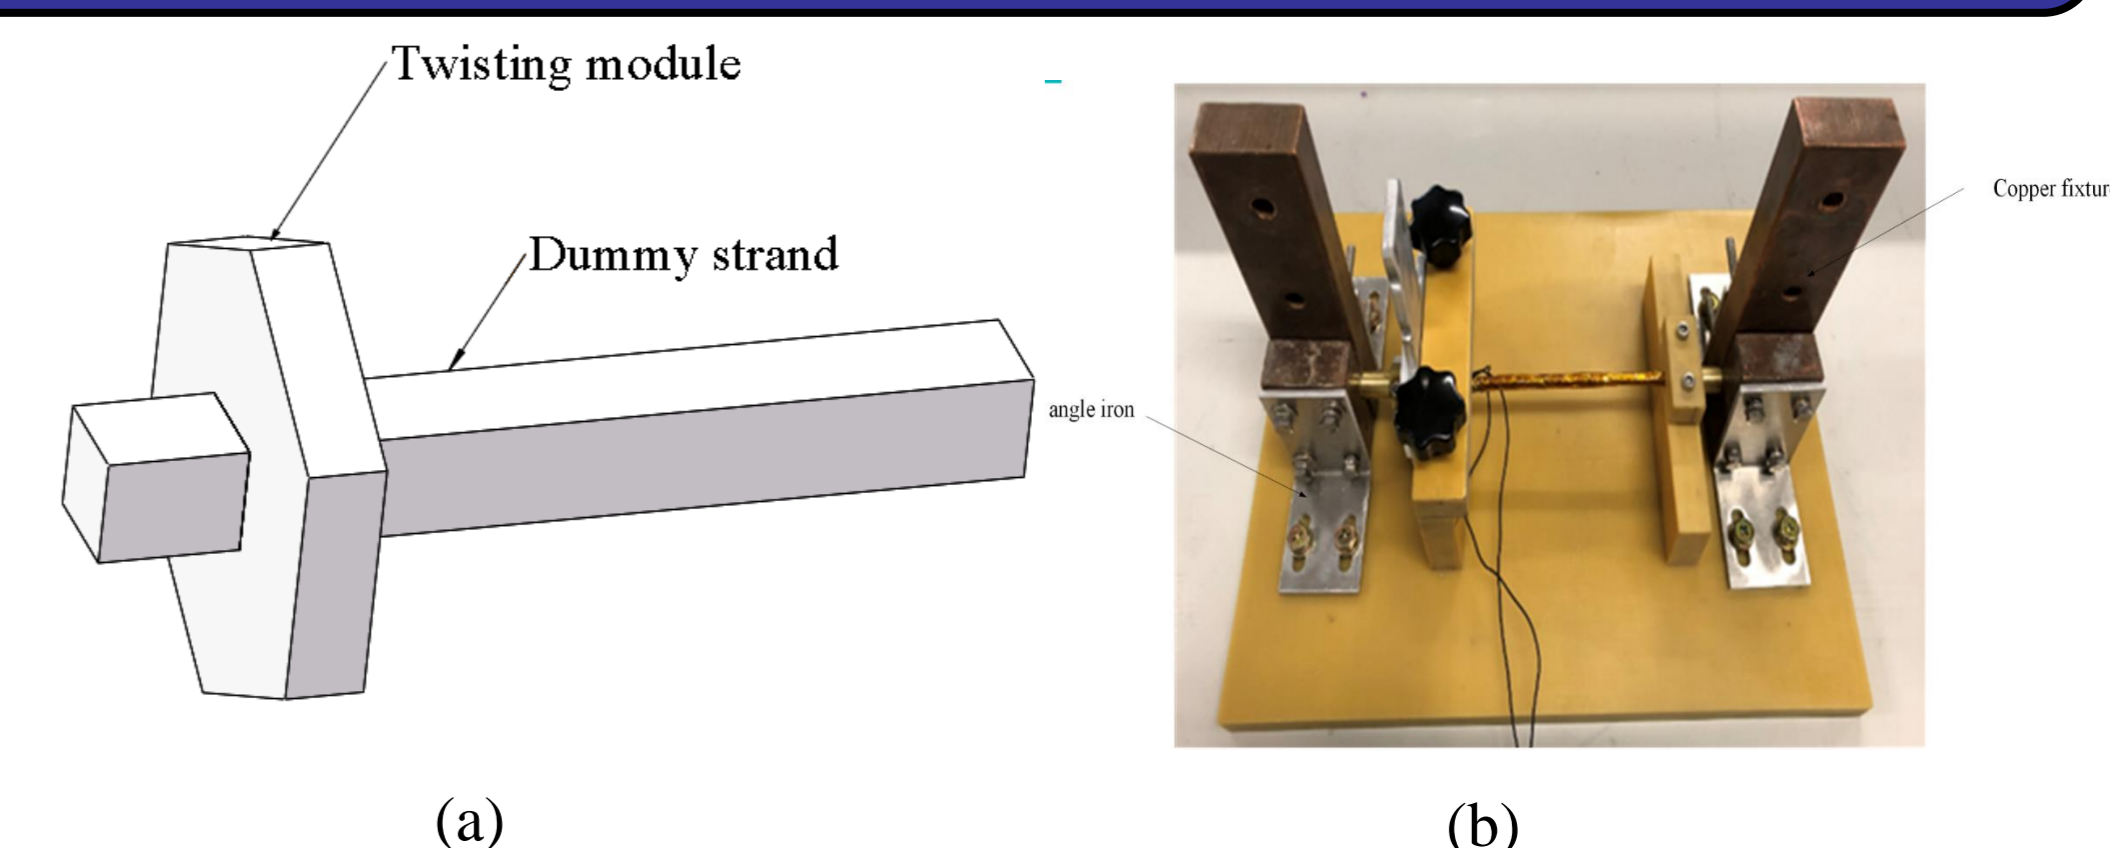 Twisting module
Dummy strand
(a)
Copper fixtur
angle iron
(b)